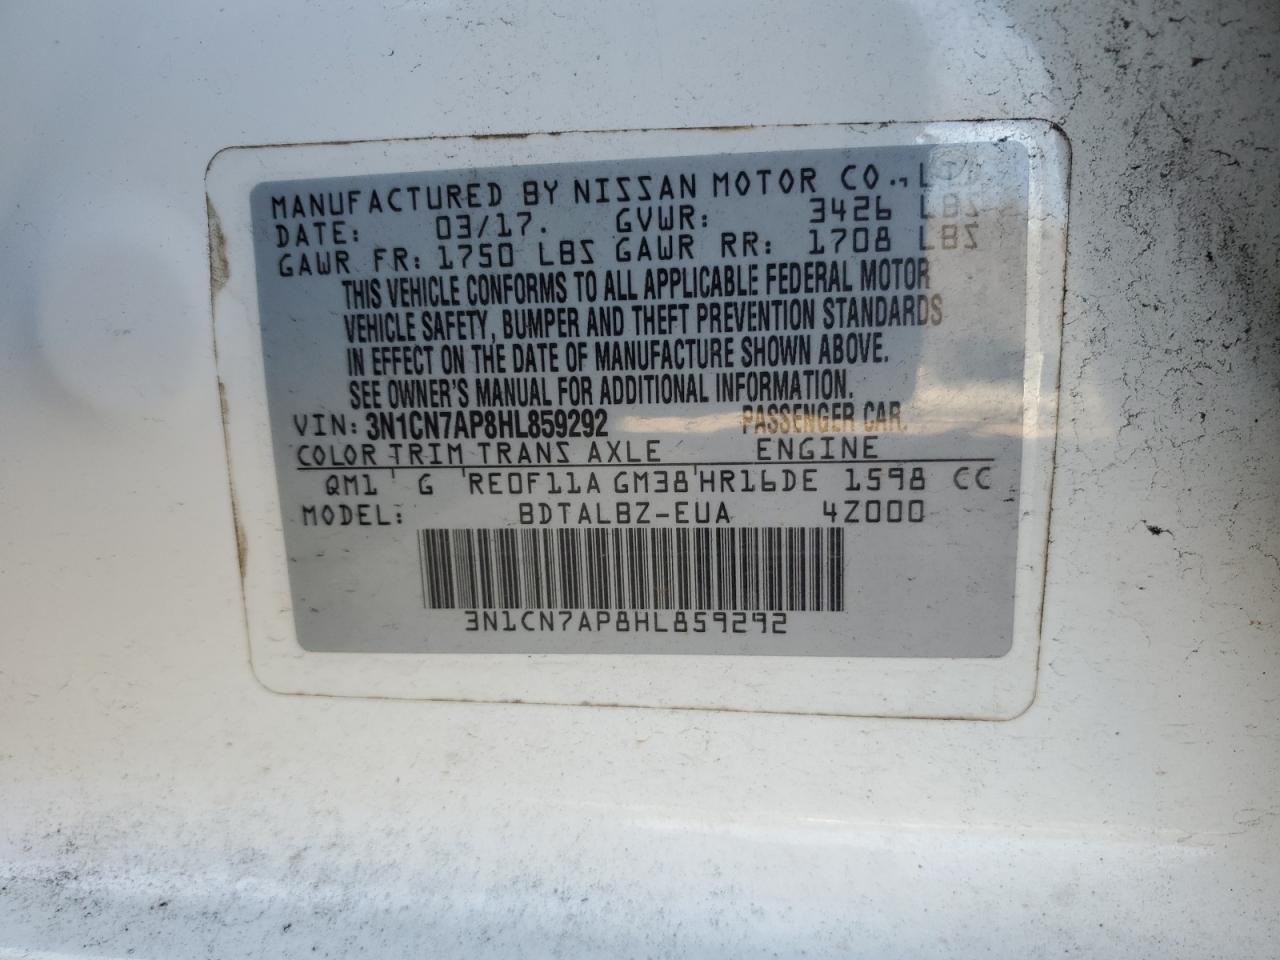 MANUFACTURED BY NISSAN MOTOR CO.,
DATE: 03/17. GVWR: 3426 LBS
GAWR FR: 1750 LBS GAWR RR: 1708 LBS
THIS VEHICLE CONFORMS TO ALL APPLICABLE FEDERAL MOTOR
VEHICLE SAFETY, BUMPER AND THEFT PREVENTION STANDARDS
IN EFFECT ON THE DATE OF MANUFACTURE SHOWN ABOVE.
SEE OWNER'S MANUAL FOR ADDITIONAL INFORMATION.
VIN: 3N1CN7AP8HL859292 PASSENGER CAR.
COLOR TRIM TRANS AXLE ENGINE
QM1 G RE0F11A GM38 HR16DE 1598 CC
MODEL: BDTALBZ-EUA 4Z000
3N1CN7AP8HL859292